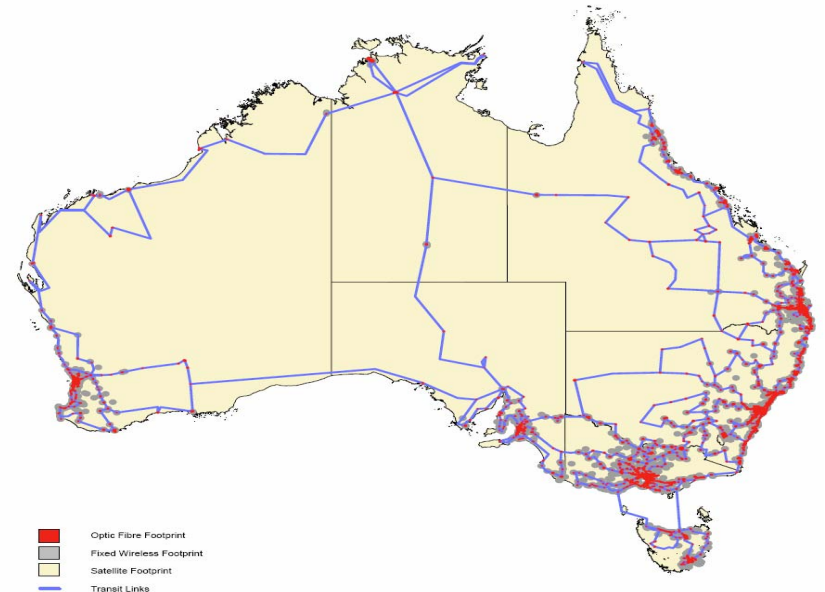 Optic Fibre Footprint
Fixed Wireless Footprint
Satellite Footprint
Transit Links